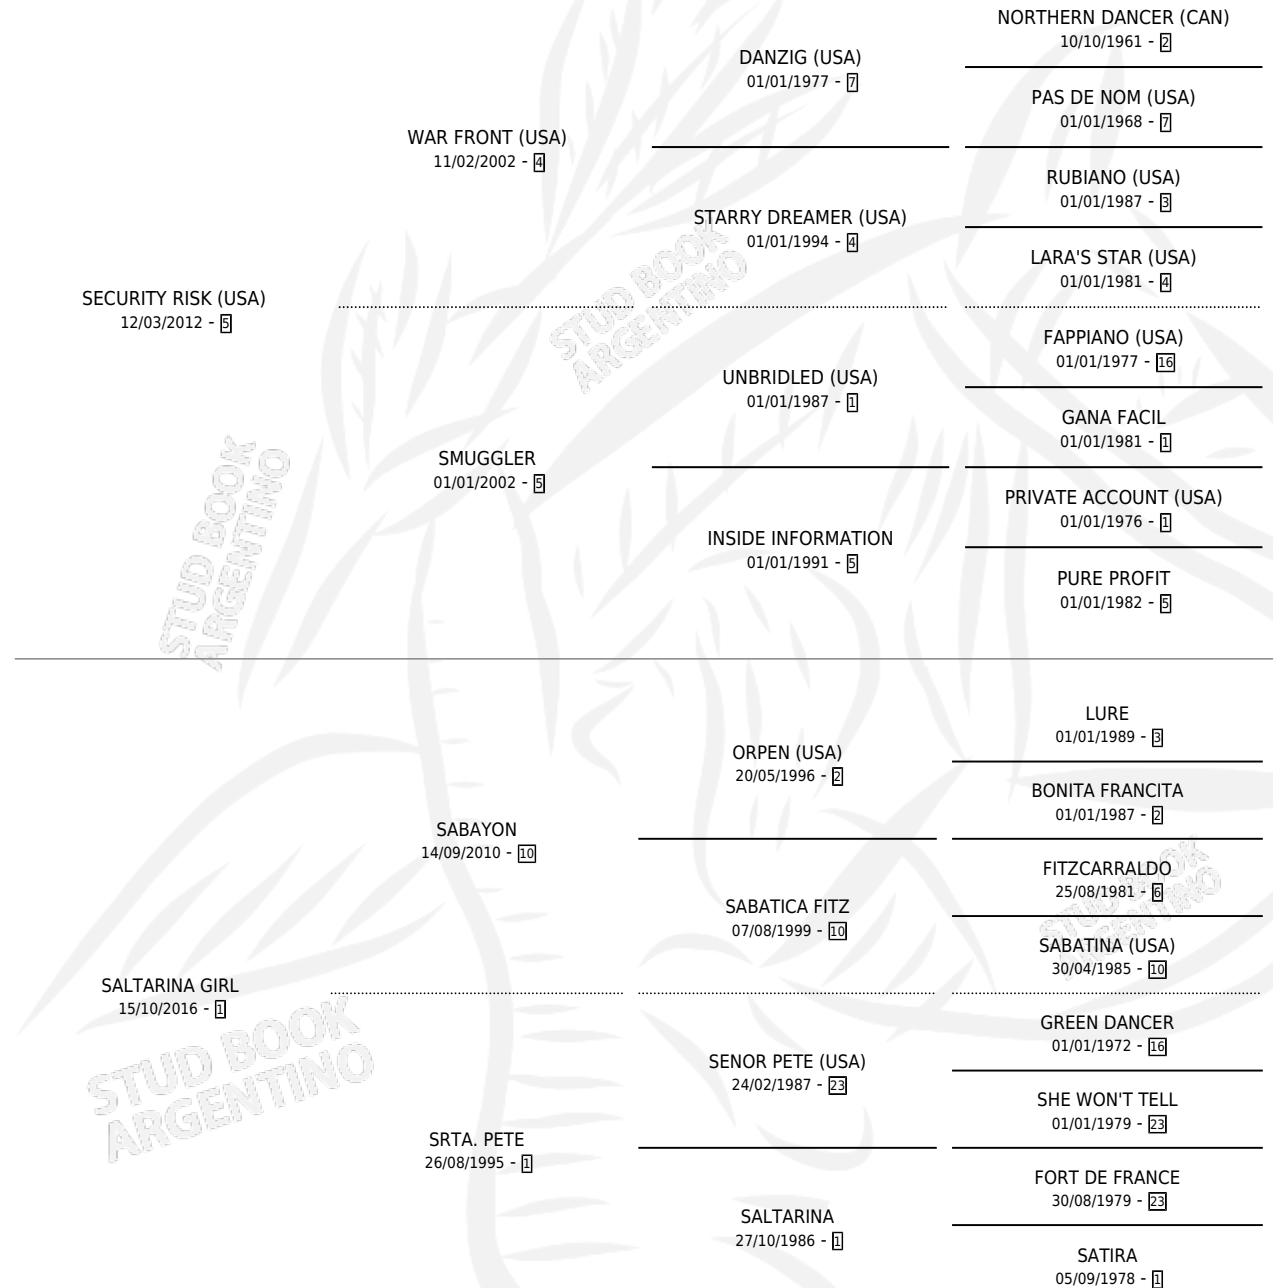 NORTHERN DANCER (CAN)
10/10/1961 - 2
DANZIG (USA)
01/01/1977 - 7
PAS DE NOM (USA)
01/01/1968 - 7
WAR FRONT (USA)
11/02/2002 - 4
RUBIANO (USA)
01/01/1987 - 3
STARRY DREAMER (USA)
01/01/1994 - 4
LARA'S STAR (USA)
01/01/1981 - 4
SECURITY RISK (USA)
12/03/2012 - 5
FAPPIANO (USA)
01/01/1977 - 16
UNBRIDLED (USA)
01/01/1987 - 1
GANA FACIL
01/01/1981 - 1
SMUGGLER
01/01/2002 - 5
PRIVATE ACCOUNT (USA)
01/01/1976 - 1
INSIDE INFORMATION
01/01/1991 - 5
PURE PROFIT
01/01/1982 - 5
STUD BOOK
ARGENTINO
STUD BOOK
ARGENTINO
LURE
01/01/1989 - 3
ORPEN (USA)
20/05/1996 - 2
BONITA FRANCITA
01/01/1987 - 2
SABAYON
14/09/2010 - 10
FITZCARRALDO
25/08/1981 - 6
SABATICA FITZ
07/08/1999 - 10
SABATINA (USA)
30/04/1985 - 10
SALTARINA GIRL
15/10/2016 - 1
GREEN DANCER
01/01/1972 - 16
SENOR PETE (USA)
24/02/1987 - 23
SHE WON'T TELL
01/01/1979 - 23
SRTA. PETE
26/08/1995 - 1
FORT DE FRANCE
30/08/1979 - 23
SALTARINA
27/10/1986 - 1
SATIRA
05/09/1978 - 1
STUD BOOK
ARGENTINO
STUD BOOK
ARGENTINO